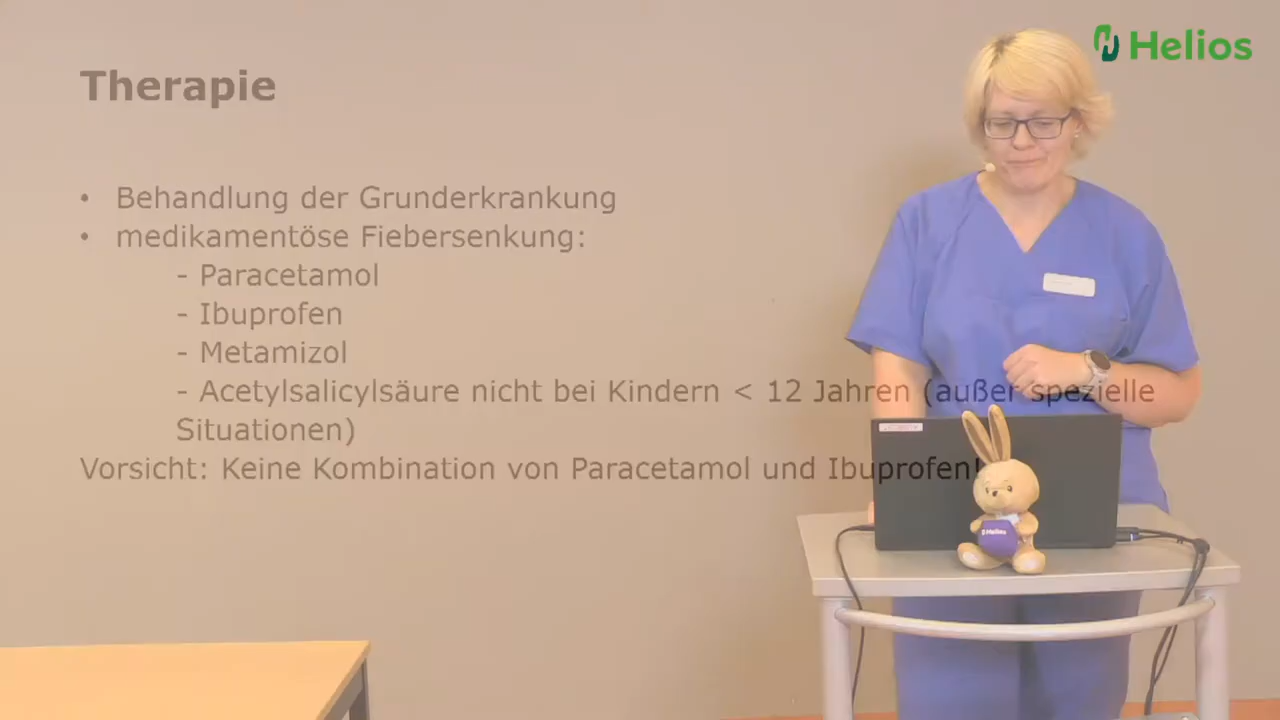 Helios
Therapie
• Behandlung der Grunderkrankung
• medikamentöse Fiebersenkung:
- Paracetamol
- Ibuprofen
- Metamizol
- Acetylsalicylsäure nicht bei Kindern < 12 Jahren (außer spezielle
Situationen)
Vorsicht: Keine Kombination von Paracetamol und Ibuprofen!
Helios